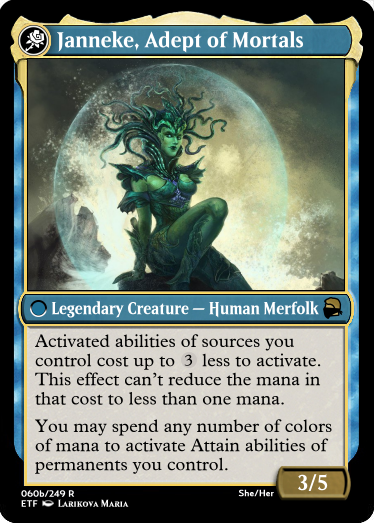 Janneke, Adept of Mortals
Legendary Creature — Human Merfolk
Activated abilities of sources you
control cost up to 3 less to activate.
This effect can't reduce the mana in
that cost to less than one mana.
You may spend any number of colors
of mana to activate Attain abilities of
permanents you control.
3/5
060b/249 R
She/Her
ETF Larikova Maria